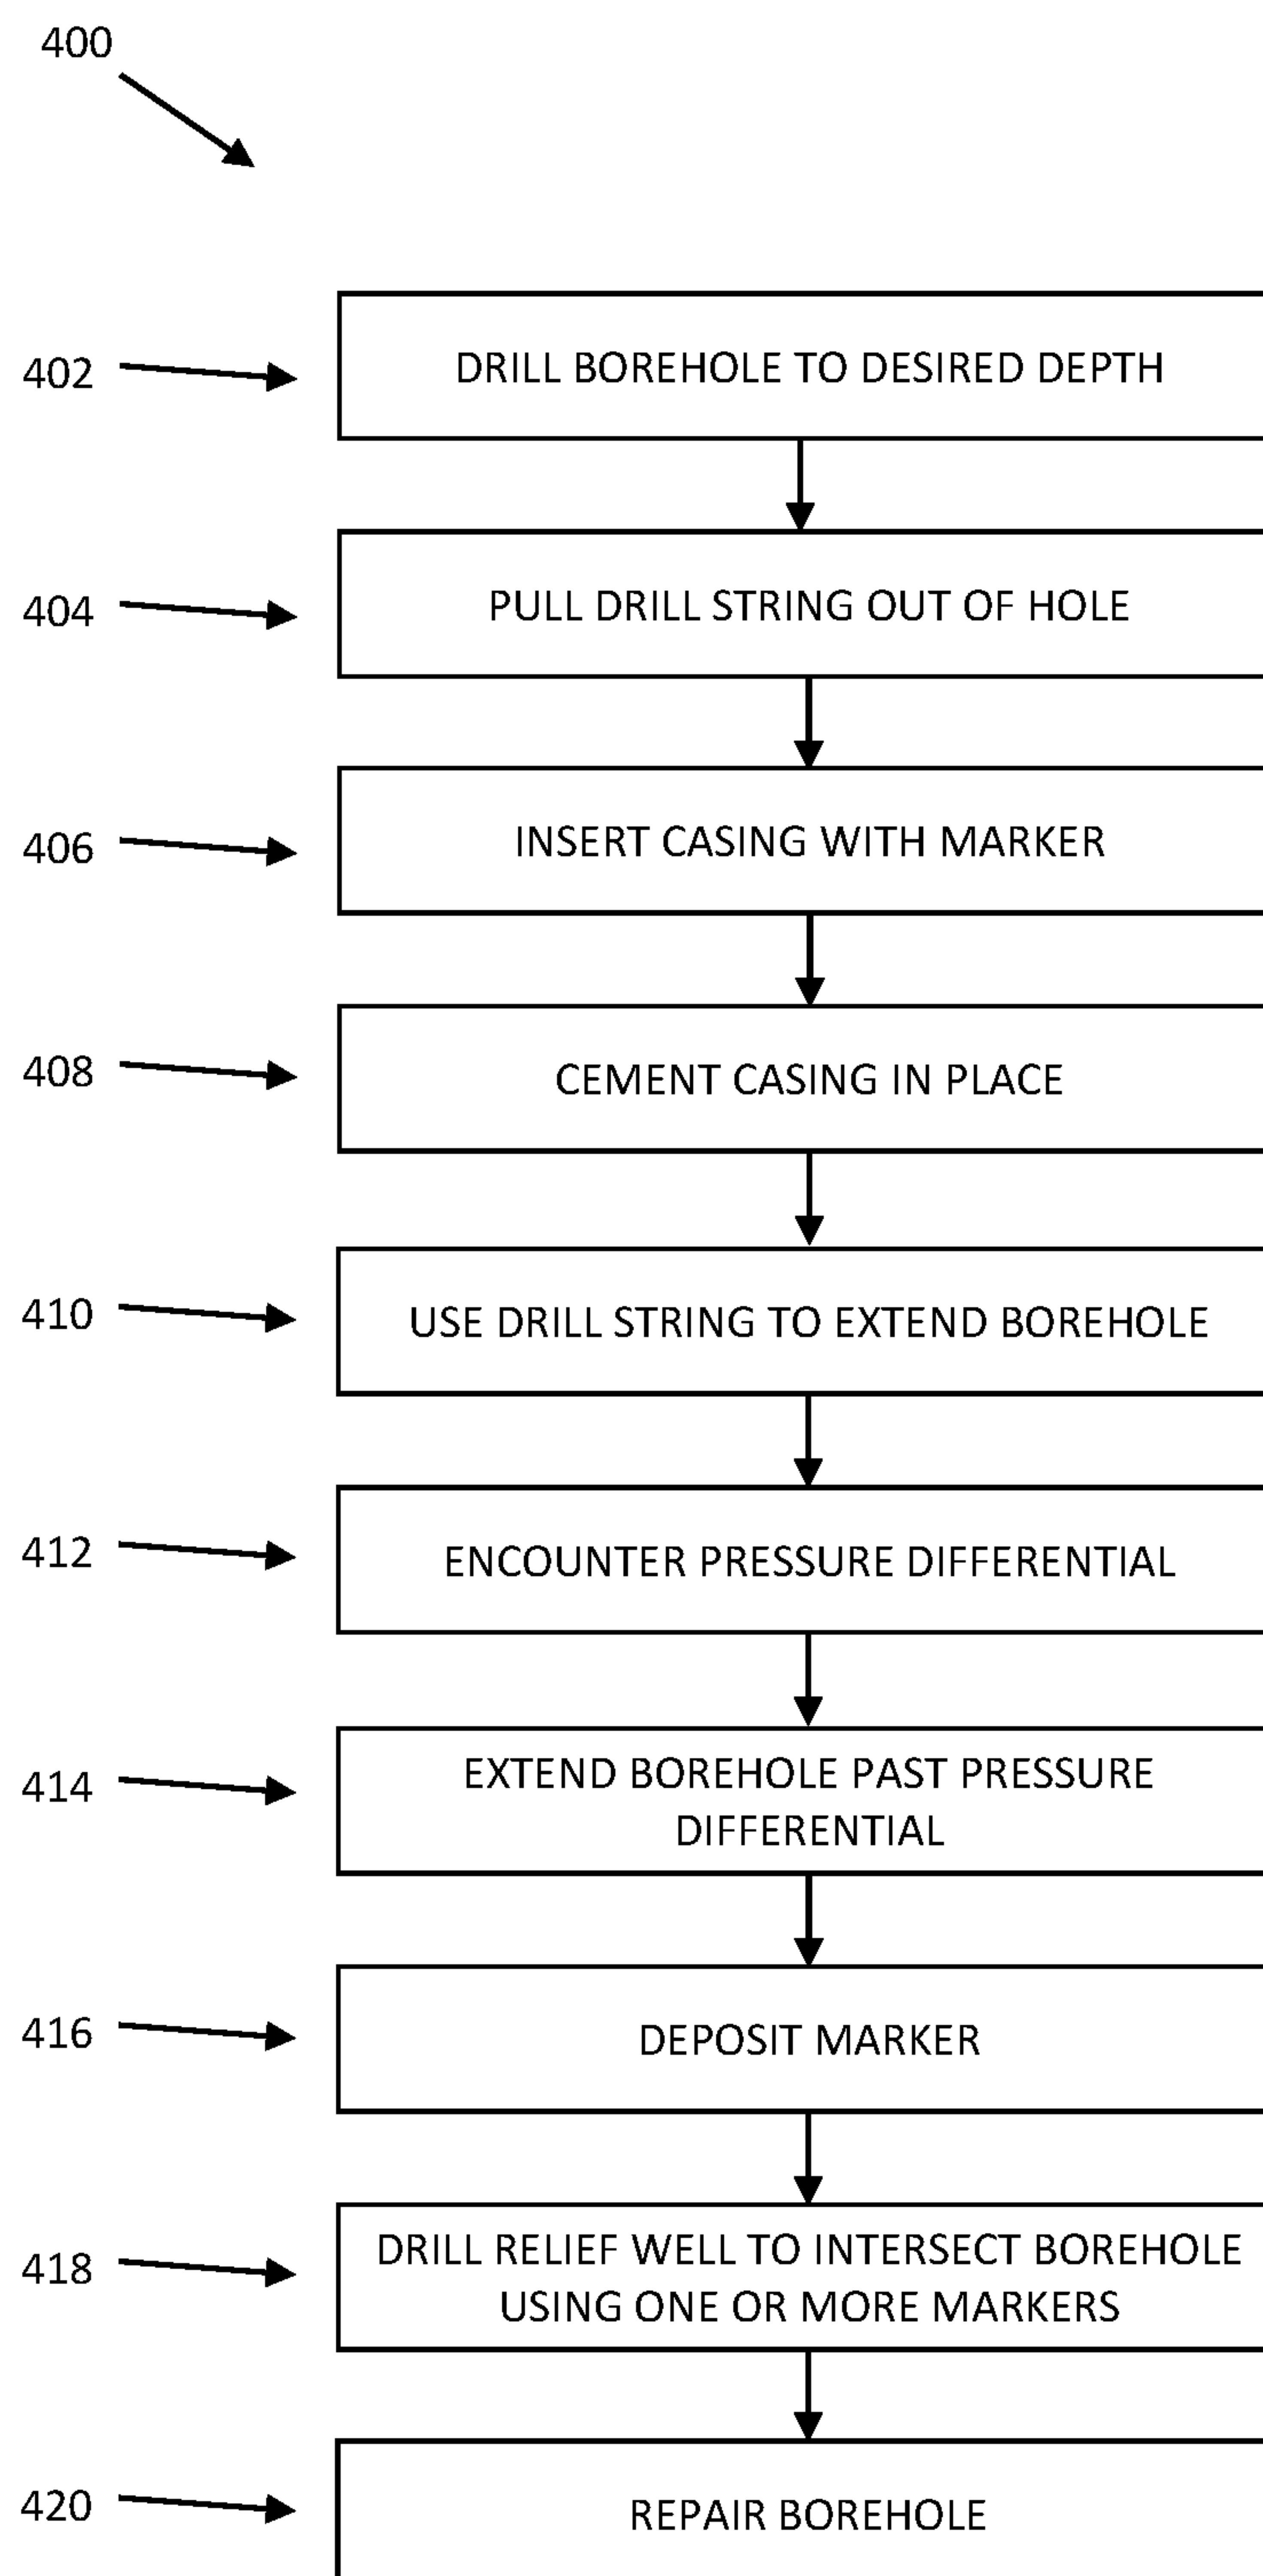 400
402
DRILL BOREHOLE TO DESIRED DEPTH
404
PULL DRILL STRING OUT OF HOLE
406
INSERT CASING WITH MARKER
408
CEMENT CASING IN PLACE
410
USE DRILL STRING TO EXTEND BOREHOLE
412
ENCOUNTER PRESSURE DIFFERENTIAL
414
EXTEND BOREHOLE PAST PRESSURE
DIFFERENTIAL
416
DEPOSIT MARKER
418
DRILL RELIEF WELL TO INTERSECT BOREHOLE
USING ONE OR MORE MARKERS
420
REPAIR BOREHOLE